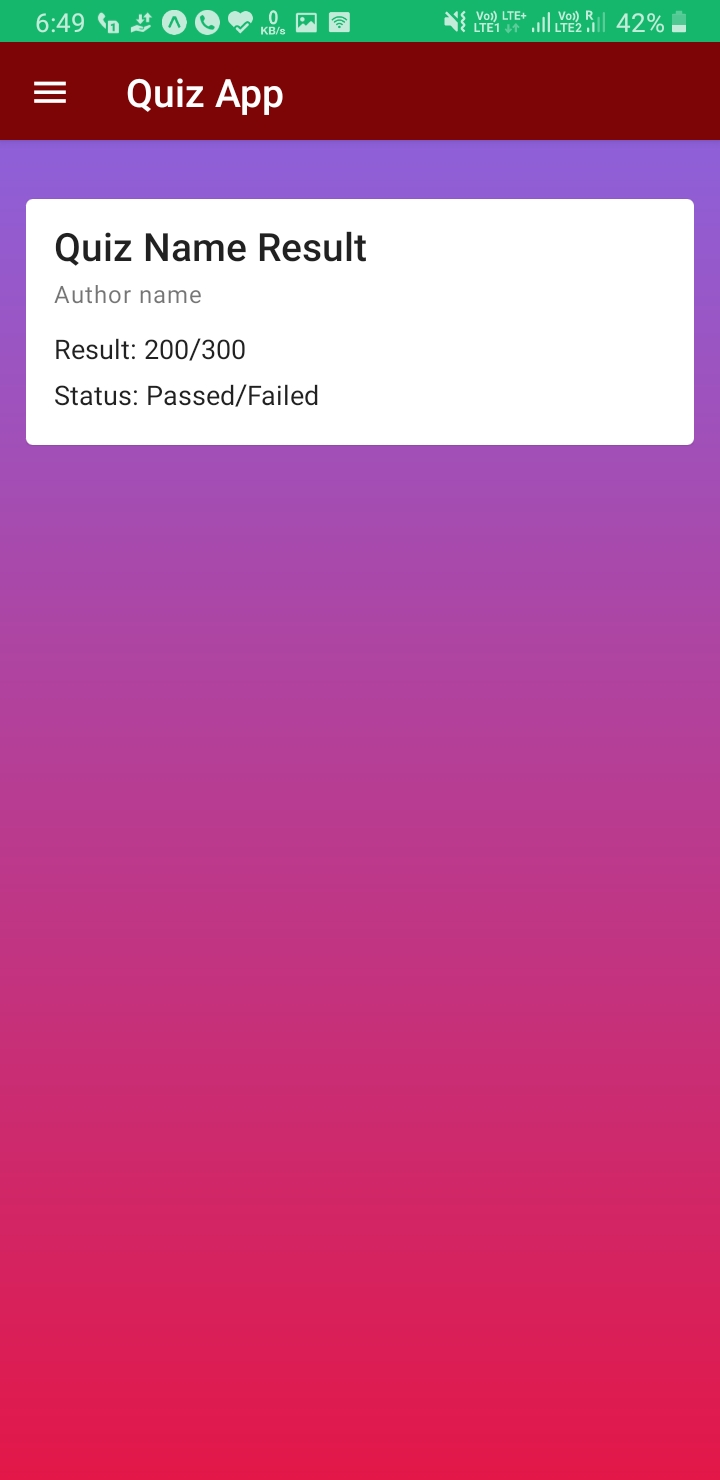 6:49 0 KB/s Vo) LTE+ LTE1 Vo) R LTE2 42%
Quiz App
Quiz Name Result
Author name
Result: 200/300
Status: Passed/Failed